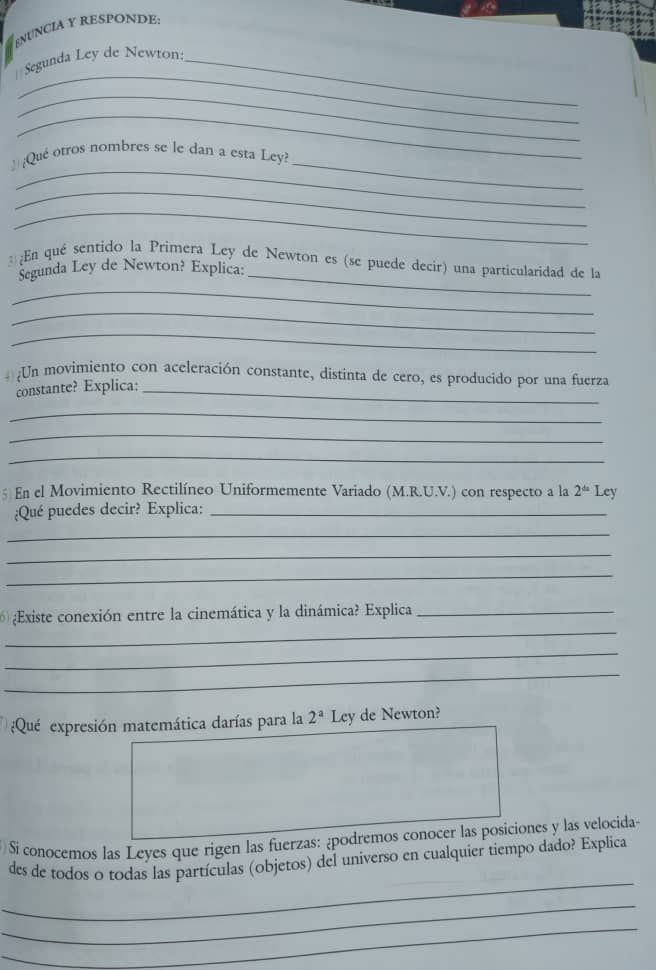 ENUNCIA Y RESPONDE:
1) Segunda Ley de Newton:
2) ¿Qué otros nombres se le dan a esta Ley?
3) ¿En qué sentido la Primera Ley de Newton es (se puede decir) una particularidad de la
Segunda Ley de Newton? Explica:
4) ¿Un movimiento con aceleración constante, distinta de cero, es producido por una fuerza
constante? Explica:
5) En el Movimiento Rectilíneo Uniformemente Variado (M.R.U.V.) con respecto a la 2ᵈᵃ Ley
¿Qué puedes decir? Explica:
6) ¿Existe conexión entre la cinemática y la dinámica? Explica
7) ¿Qué expresión matemática darías para la 2ª Ley de Newton?
) Si conocemos las Leyes que rigen las fuerzas: ¿podremos conocer las posiciones y las velocida-
des de todos o todas las partículas (objetos) del universo en cualquier tiempo dado? Explica